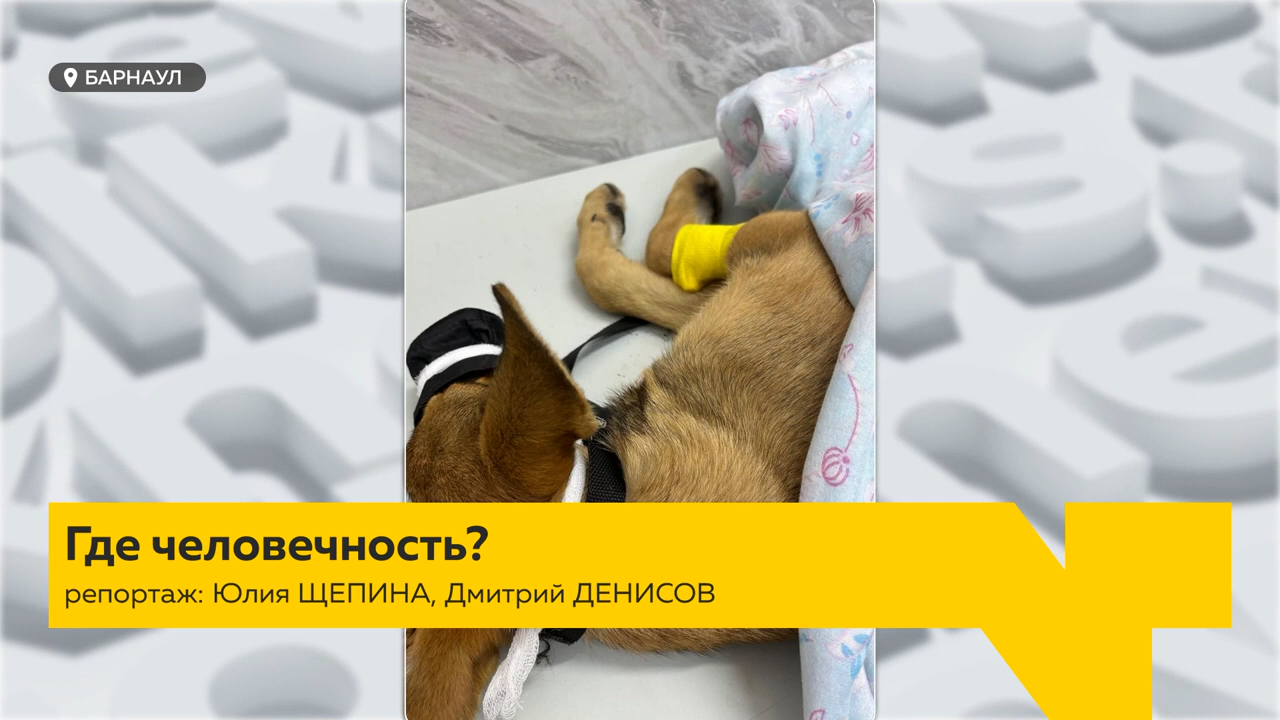 БАРНАУЛ
Где человечность?
репортаж: Юлия ЩЕПИНА, Дмитрий ДЕНИСОВ